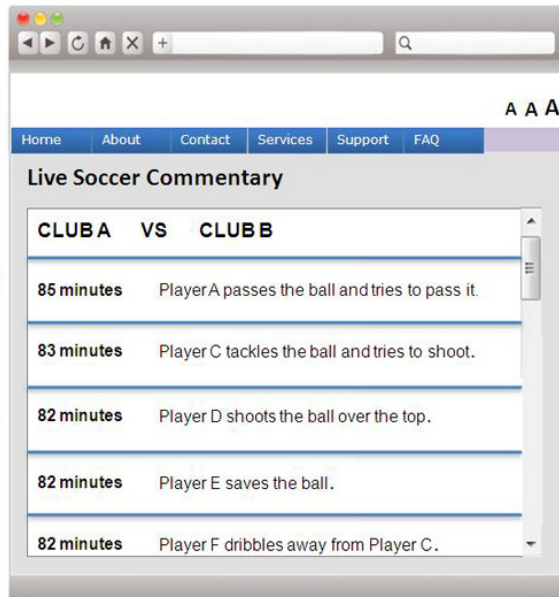 A A A
Home About Contact Services Support FAQ
Live Soccer Commentary
CLUB A VS CLUB B
85 minutes Player A passes the ball and tries to pass it.
83 minutes Player C tackles the ball and tries to shoot.
82 minutes Player D shoots the ball over the top.
82 minutes Player E saves the ball.
82 minutes Player F dribbles away from Player C.